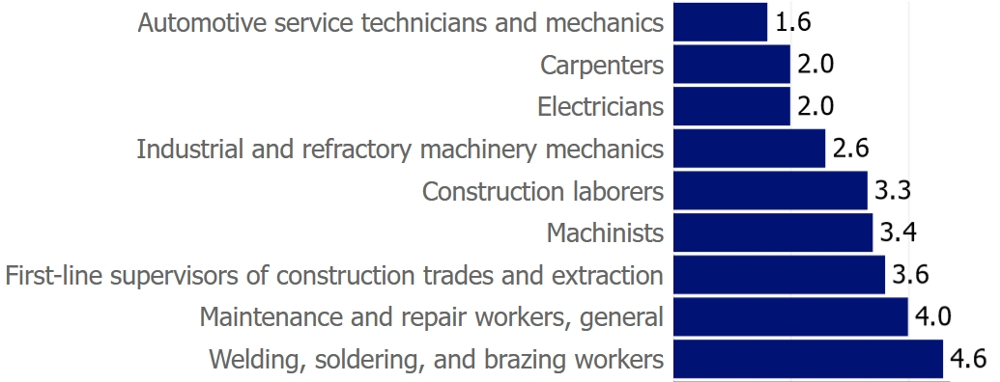 Automotive service technicians and mechanics 1.6
Carpenters 2.0
Electricians 2.0
Industrial and refractory machinery mechanics 2.6
Construction laborers 3.3
Machinists 3.4
First-line supervisors of construction trades and extraction 3.6
Maintenance and repair workers, general 4.0
Welding, soldering, and brazing workers 4.6